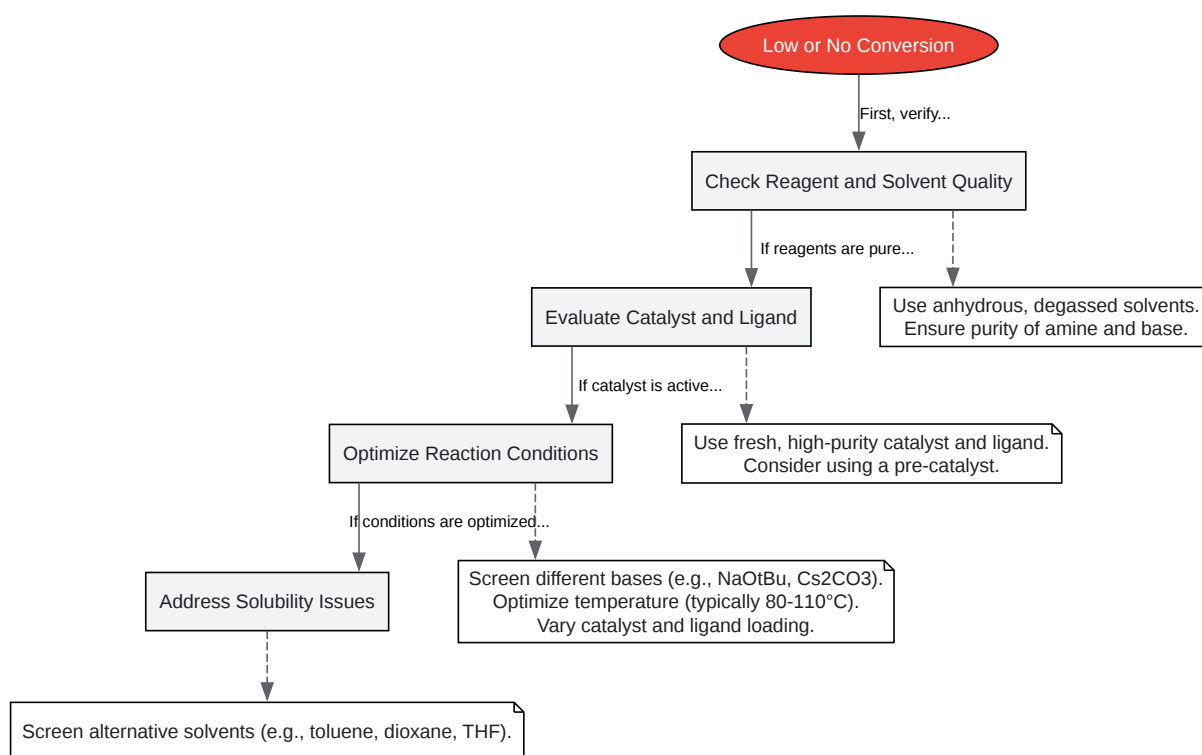 Low or No Conversion
First, verify...
Check Reagent and Solvent Quality
If reagents are pure...
Use anhydrous, degassed solvents.
Ensure purity of amine and base.
Evaluate Catalyst and Ligand
If catalyst is active...
Use fresh, high-purity catalyst and ligand.
Consider using a pre-catalyst.
Optimize Reaction Conditions
If conditions are optimized...
Screen different bases (e.g., NaOtBu, Cs2CO3).
Optimize temperature (typically 80-110°C).
Vary catalyst and ligand loading.
Address Solubility Issues
Screen alternative solvents (e.g., toluene, dioxane, THF).